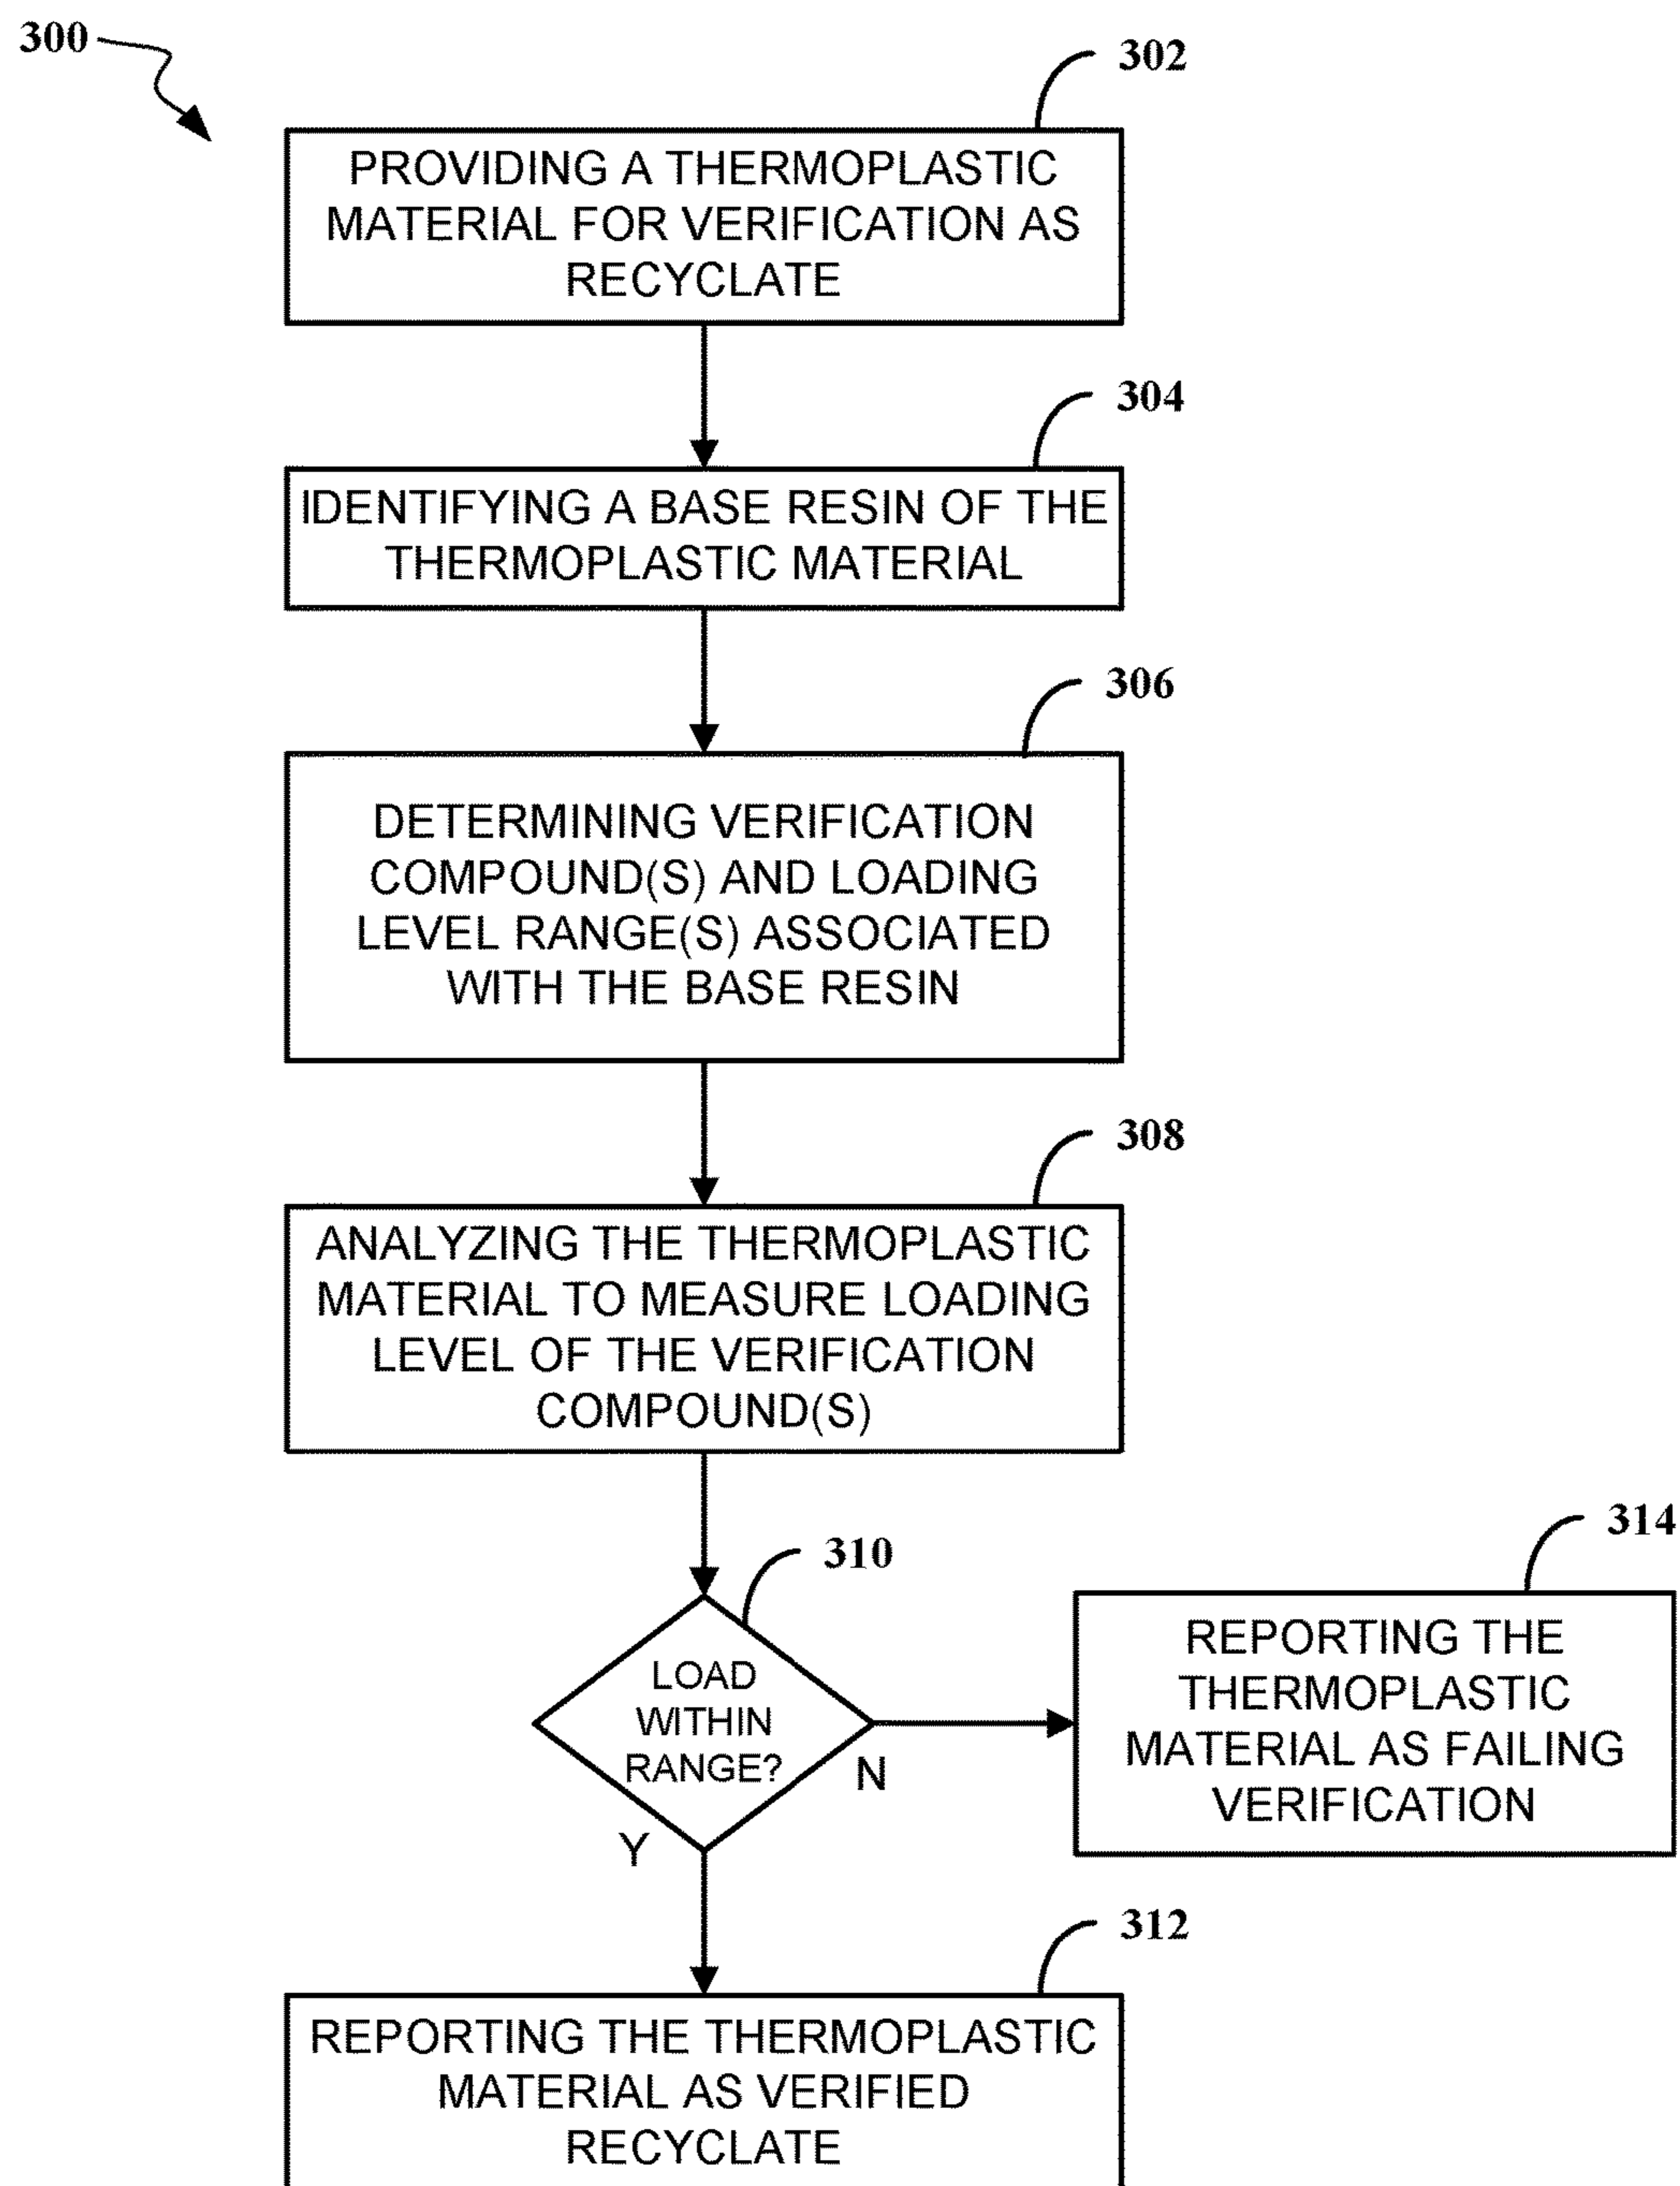 300
302
PROVIDING A THERMOPLASTIC
MATERIAL FOR VERIFICATION AS
RECYCLATE
304
IDENTIFYING A BASE RESIN OF THE
THERMOPLASTIC MATERIAL
306
DETERMINING VERIFICATION
COMPOUND(S) AND LOADING
LEVEL RANGE(S) ASSOCIATED
WITH THE BASE RESIN
308
ANALYZING THE THERMOPLASTIC
MATERIAL TO MEASURE LOADING
LEVEL OF THE VERIFICATION
COMPOUND(S)
310
LOAD
WITHIN
RANGE?
N
Y
314
REPORTING THE
THERMOPLASTIC
MATERIAL AS FAILING
VERIFICATION
312
REPORTING THE THERMOPLASTIC
MATERIAL AS VERIFIED
RECYCLATE